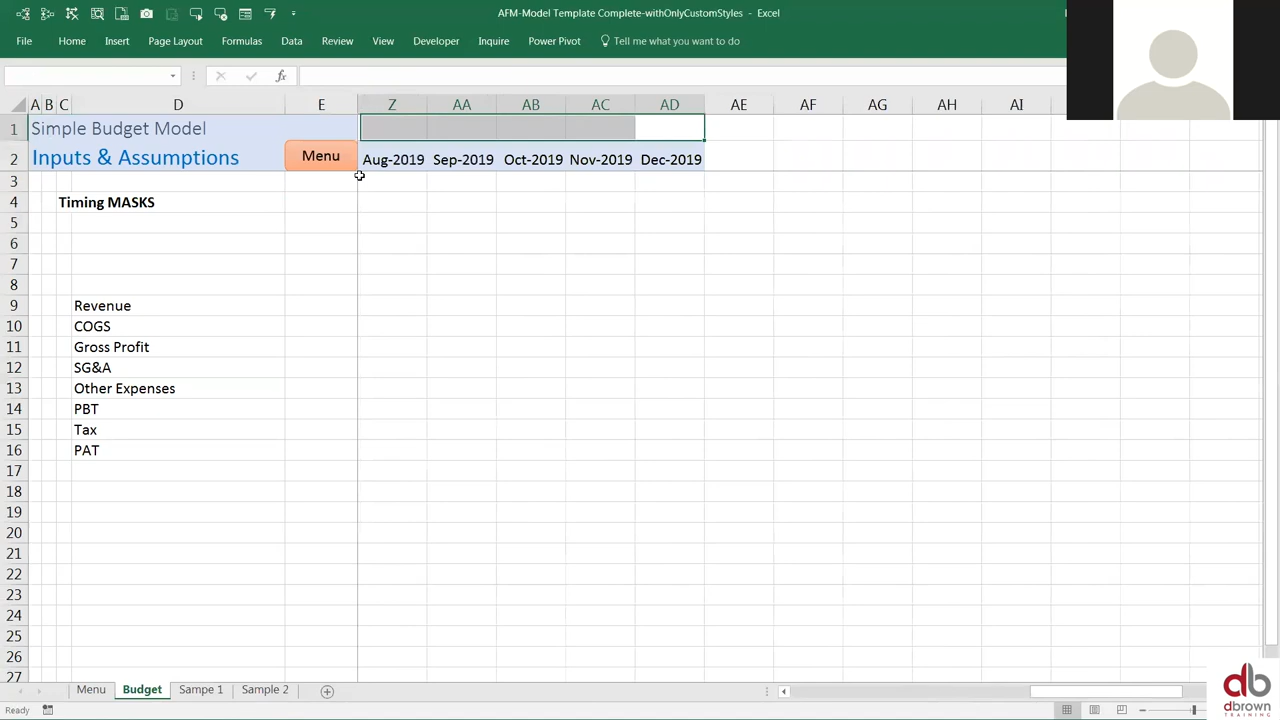 AFM-Model Template Complete-withOnlyCustomStyles - Excel
File Home Insert Page Layout Formulas Data Review View Developer Inquire Power Pivot Tell me what you want to do
fx
A B C D E Z AA AB AC AD AE AF AG AH AI
1 Simple Budget Model
2 Inputs & Assumptions Menu Aug-2019 Sep-2019 Oct-2019 Nov-2019 Dec-2019
3
4 Timing MASKS
5
6
7
8
9 Revenue
10 COGS
11 Gross Profit
12 SG&A
13 Other Expenses
14 PBT
15 Tax
16 PAT
17
18
19
20
21
22
23
24
25
26
27
Menu Budget Sampe 1 Sample 2
Ready
db
dbrown
TRAINING